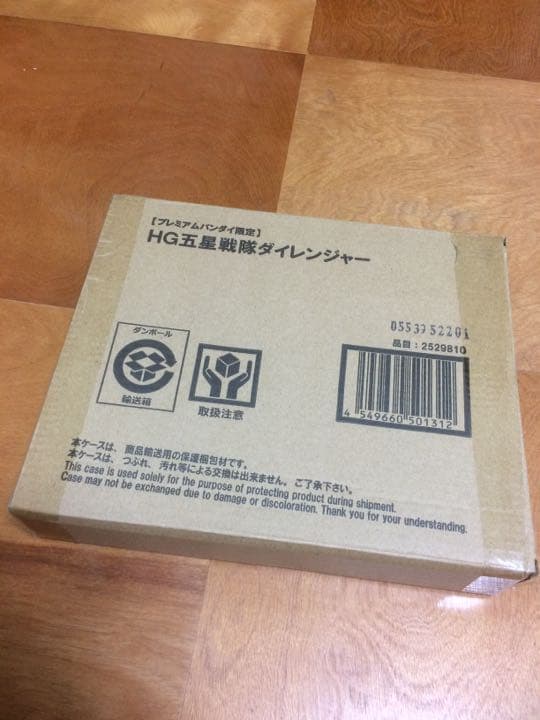 【プレミアムバンダイ限定】
HG五星戦隊ダイレンジャー
0553952201
品目:2529810
ダンボール
輸送箱
取扱注意
4 549660 501312
本ケースは、商品輸送用の保護梱包材です。
本ケースは、つぶれ、汚れ等による交換は出来ません。ご了承下さい。
This case is used solely for the purpose of protecting product during shipment.
Case may not be exchanged due to damage or discoloration. Thank you for your understanding.